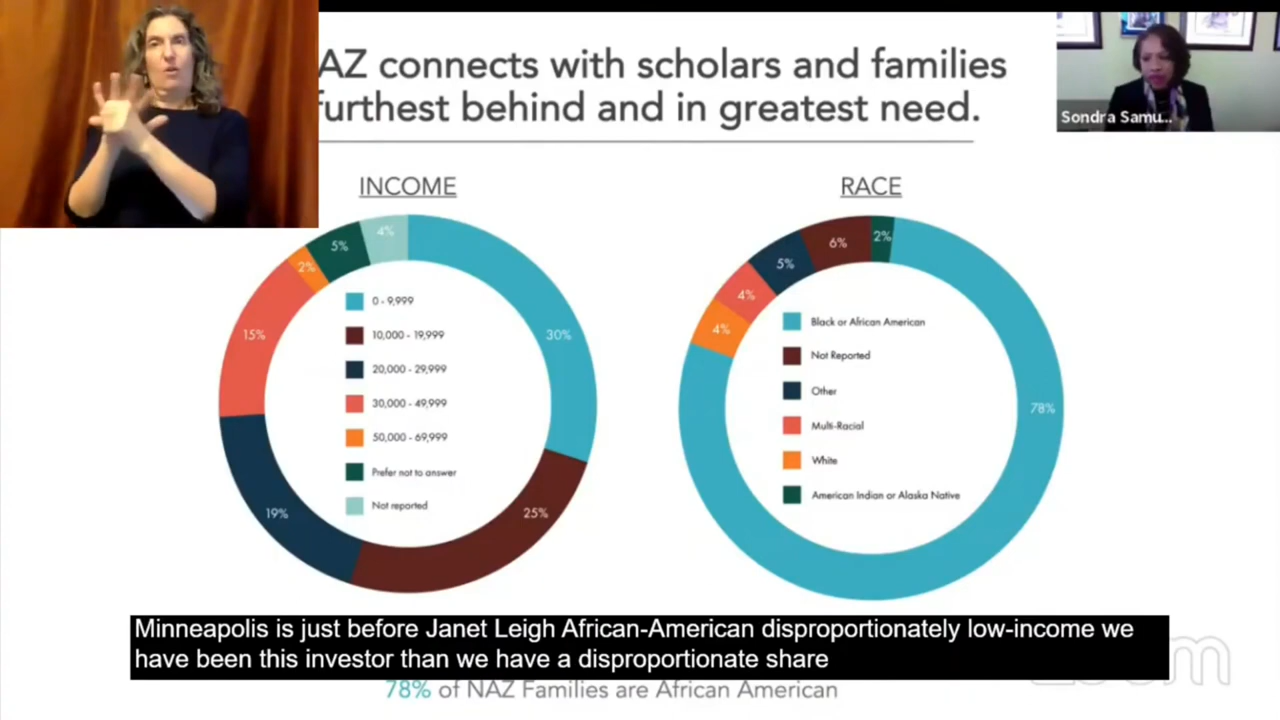 AZ connects with scholars and families
furthest behind and in greatest need.
Sondra Samu...
INCOME
RACE
4%
5%
2%
15%
30%
19%
25%
0 - 9,999
10,000 - 19,999
20,000 - 29,999
30,000 - 49,999
50,000 - 69,999
Prefer not to answer
Not reported
2%
6%
5%
4%
4%
78%
Black or African American
Not Reported
Other
Multi-Racial
White
American Indian or Alaska Native
Minneapolis is just before Janet Leigh African-American disproportionately low-income we
have been this investor than we have a disproportionate share
78% of NAZ Families are African American